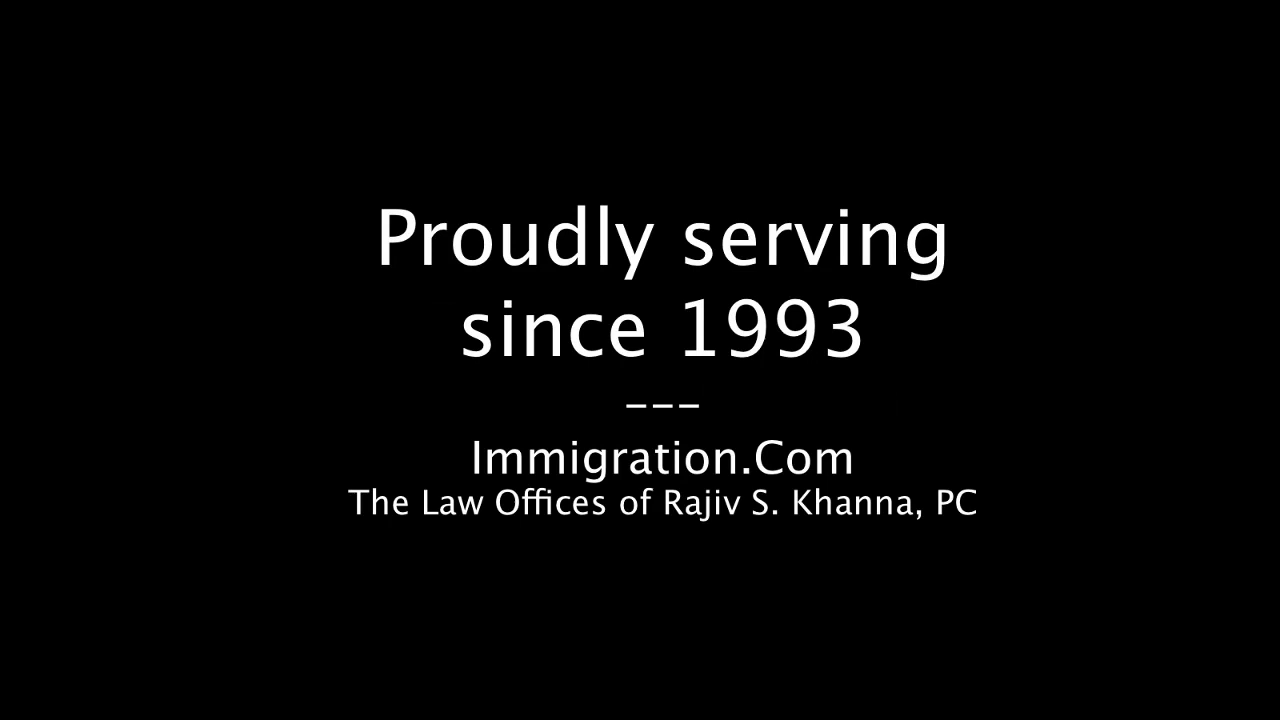 Proudly serving
since 1993
---
Immigration.Com
The Law Offices of Rajiv S. Khanna, PC